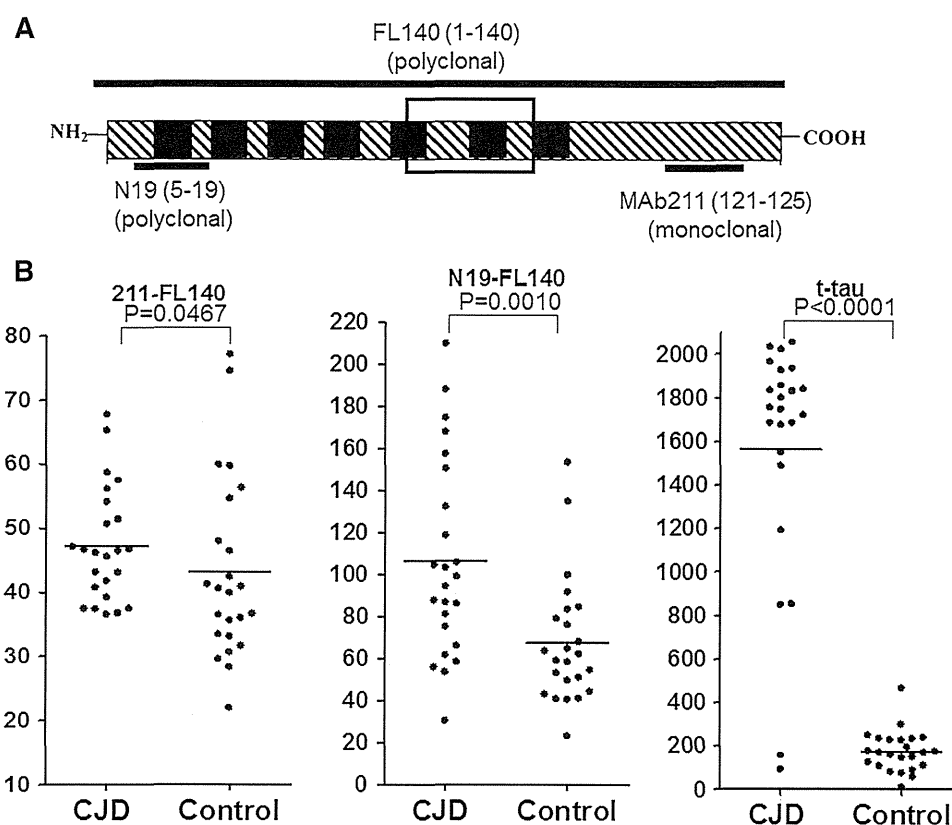 A
FL140 (1-140)
(polyclonal)
NH2
COOH
N19 (5-19)
(polyclonal)
MAb211 (121-125)
(monoclonal)
B
211-FL140
P=0.0467
80
70
60
50
40
30
20
10
CJD Control
N19-FL140
P=0.0010
220
200
180
160
140
120
100
80
60
40
20
0
CJD Control
t-tau
P<0.0001
2000
1800
1600
1400
1200
1000
800
600
400
200
0
CJD Control